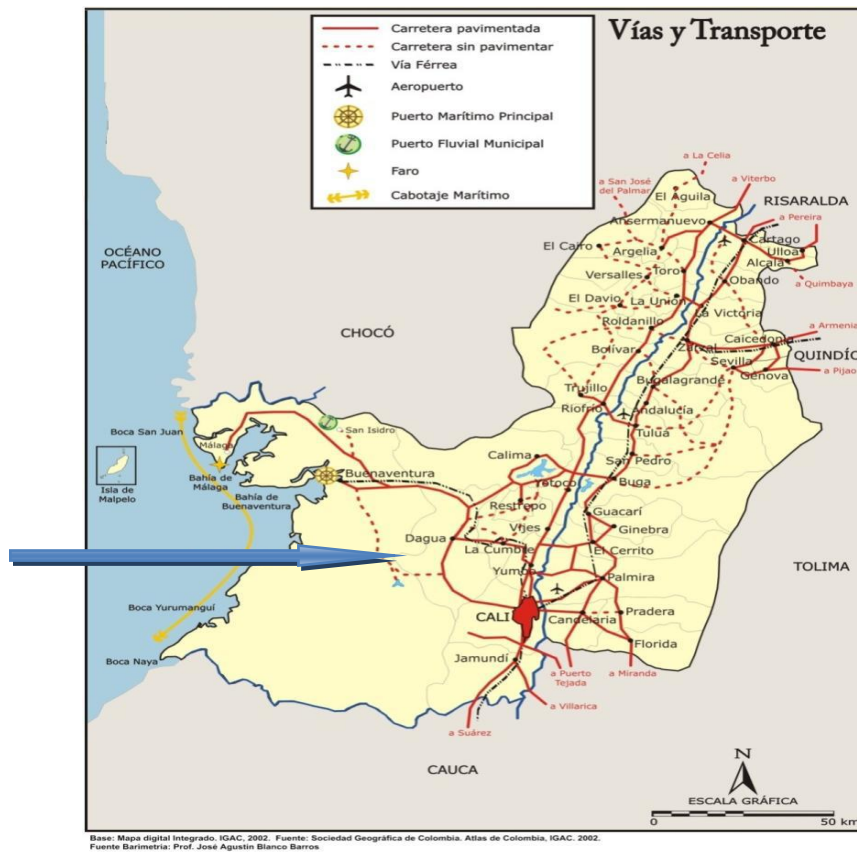 Vías y Transporte
Carretera pavimentada
Carretera sin pavimentar
Vía Férrea
Aeropuerto
Puerto Marítimo Principal
Puerto Fluvial Municipal
Faro
Cabotaje Marítimo
a La Celia
a San José
del Palmar
a Viterbo
El Águila
RISARALDA
Ansermanuevo
a Pereira
El Cairo
Argelia
Cartago
Ulloa
Alcalá
OCÉANO
PACÍFICO
Versalles
Toro
Obando
a Quimbaya
El Davio
La Unión
La Victoria
CHOCÓ
Roldanillo
a Armenia
Caicedonia
Zarzal
QUINDÍO
Bolívar
Sevilla
Génova
a Pijao
Bugalagrande
Trujillo
Riofrío
Andalucía
Tuluá
Boca San Juan
San Isidro
Málaga
Calima
San Pedro
Bahía de
Málaga
Buenaventura
Isla de
Malpelo
Bahía de
Buenaventura
Yotoco
Buga
Restrepo
Guacarí
Vijes
Ginebra
Dagua
La Cumbre
El Cerrito
TOLIMA
Yumbo
Palmira
Boca Yurumanguí
CALI
Candelaria
Pradera
Florida
Boca Naya
Jamundí
a Puerto
Tejada
a Miranda
a Villarica
a Suárez
CAUCA
N
ESCALA GRÁFICA
0 50 km
Base: Mapa digital Integrado. IGAC, 2002. Fuente: Sociedad Geográfica de Colombia. Atlas de Colombia, IGAC. 2002.
Fuente Barimetria: Prof. José Agustin Blanco Barros